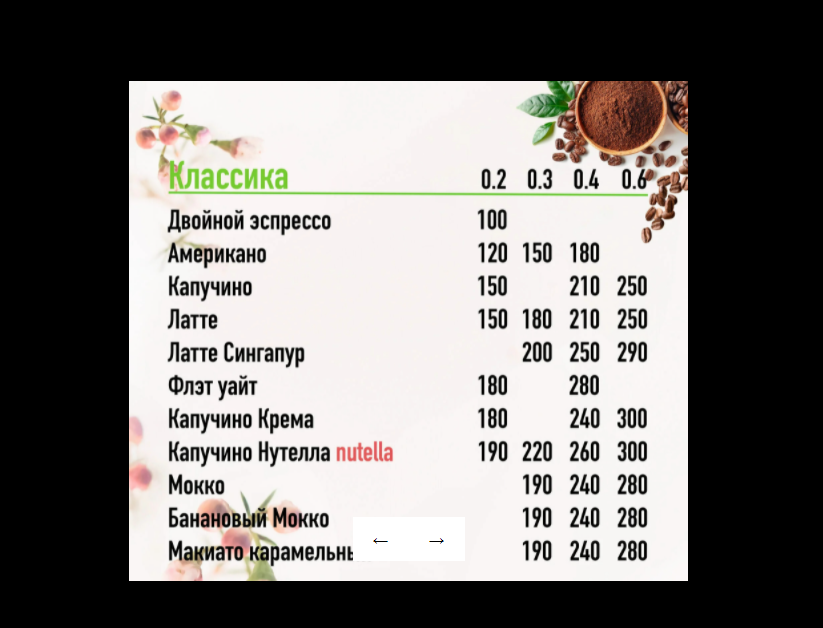 Классика 0.2 0.3 0.4 0.6
Двойной эспрессо 100
Американо 120 150 180
Капучино 150 210 250
Латте 150 180 210 250
Латте Сингапур 200 250 290
Флэт уайт 180 280
Капучино Крема 180 240 300
Капучино Нутелла nutella 190 220 260 300
Мокко 190 240 280
Банановый Мокко 190 240 280
Макиато 190 240 280
← →